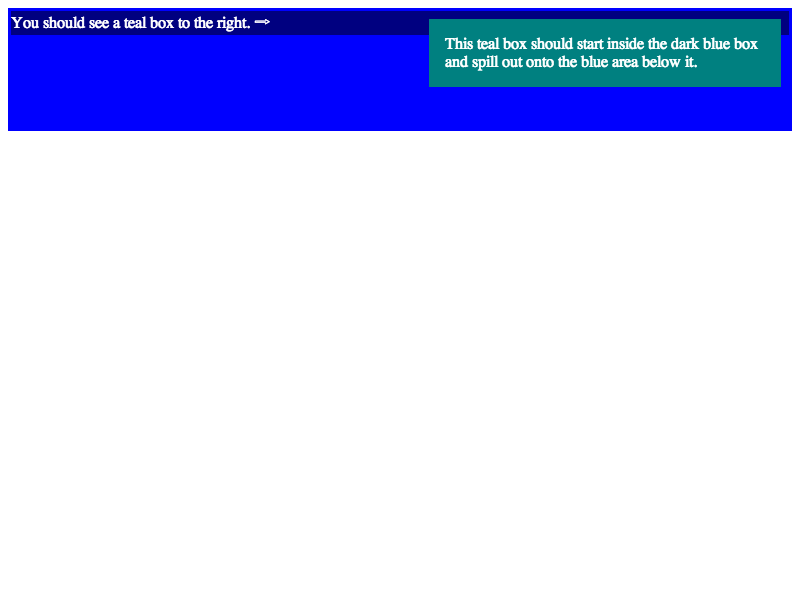 You should see a teal box to the right. ⇒
This teal box should start inside the dark blue box
and spill out onto the blue area below it.